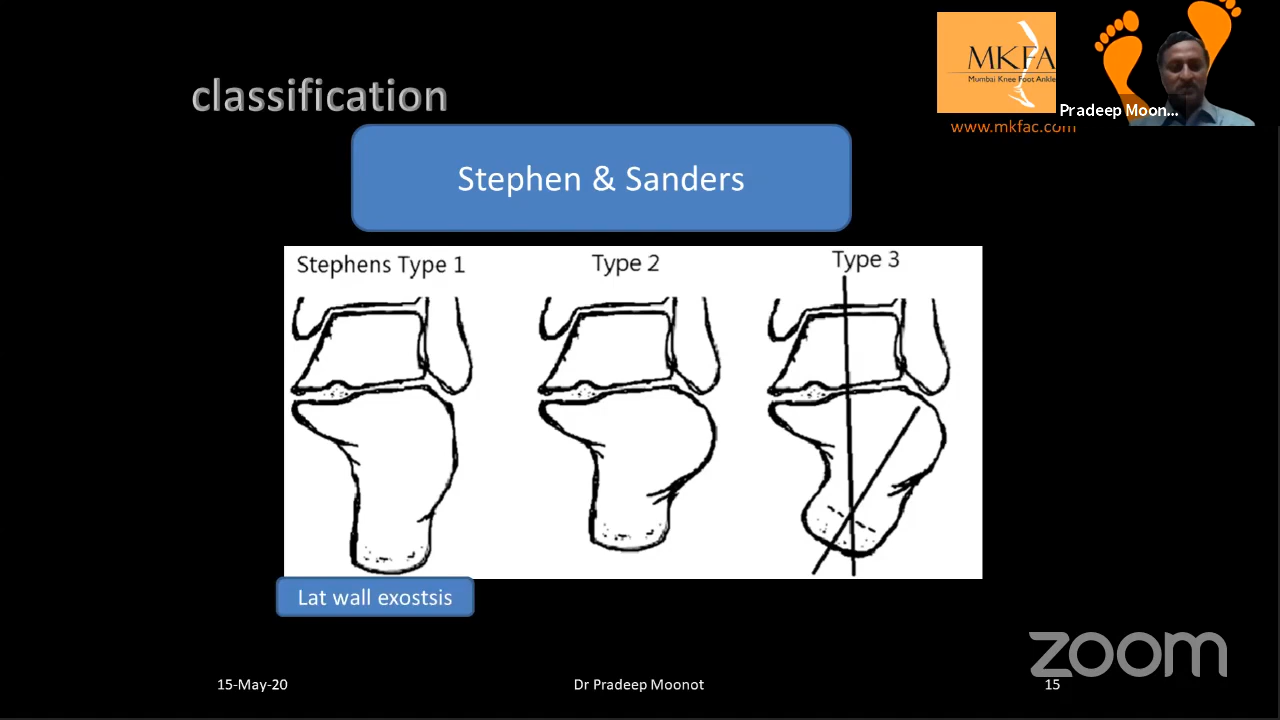 classification
MKFA
Mumbai Knee Foot Ankle
Pradeep Moon...
www.mkfac.com
Stephen & Sanders
Stephens Type 1
Type 2
Type 3
Lat wall exostsis
zoom
15-May-20
Dr Pradeep Moonot
15